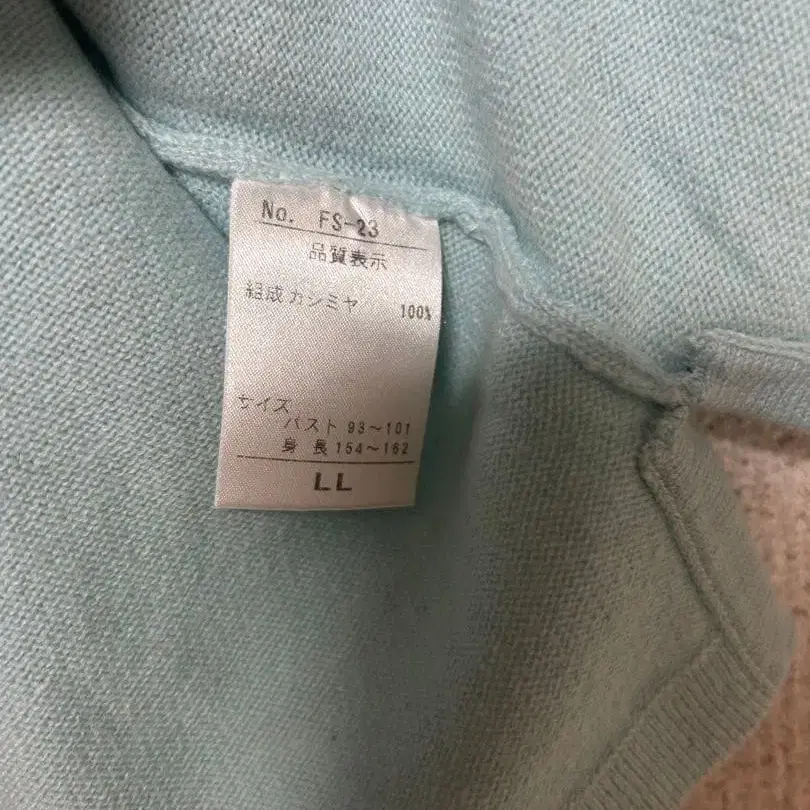 No. FS-23
品質表示
組成カシミヤ 100%
サイズ
バスト 93～101
身長 154～162
LL